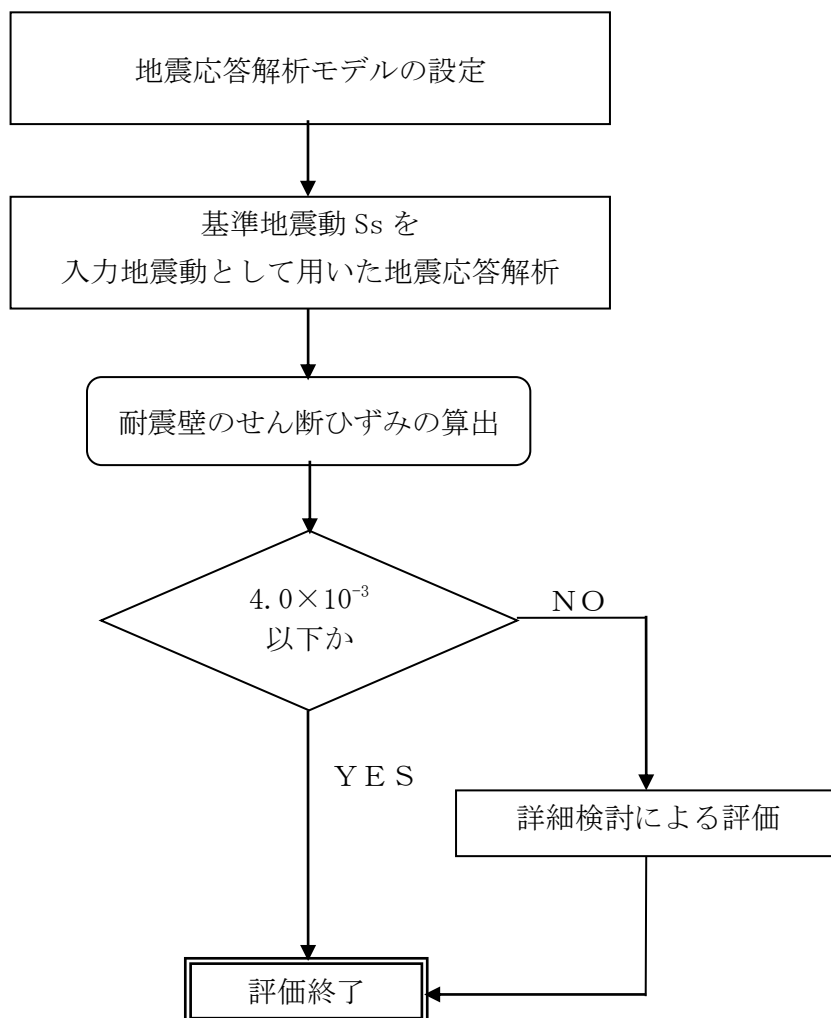 地震応答解析モデルの設定
基準地震動 Ss を
入力地震動として用いた地震応答解析
耐震壁のせん断ひずみの算出
4.0×10⁻³
以下か
ＮＯ
ＹＥＳ
詳細検討による評価
評価終了